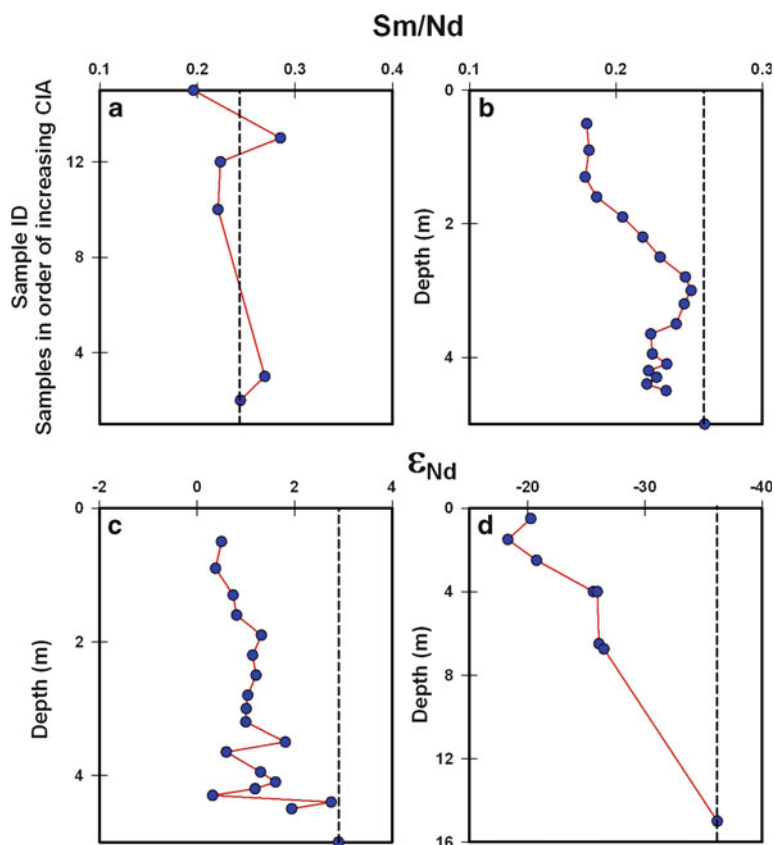 Sm/Nd
0.1 0.2 0.3 0.4
0.1 0.2 0.3
a
b
Sample ID
Samples in order of increasing CIA
12
8
4
Depth (m)
0
2
4
εNd
-2 0 2 4
-20 -30 -40
c
d
Depth (m)
0
2
4
Depth (m)
0
4
8
12
16